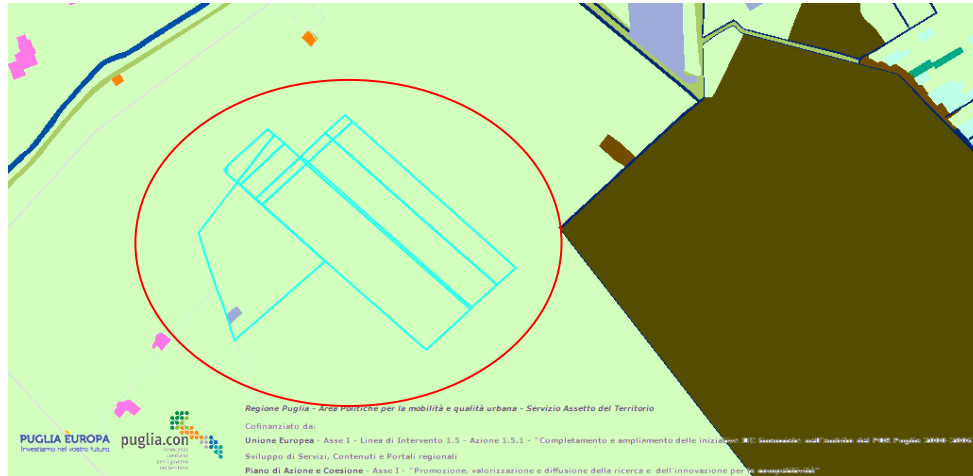 Regione Puglia - Area Politiche per la mobilità e qualità urbana - Servizio Assetto del Territorio
Cofinanziato da:
Unione Europea - Asse I - Linea di Intervento 1.5 - Azione 1.5.1 - "Completamento e ampliamento delle
Sviluppo di Servizi, Contenuti e Portali regionali
Piano di Azione e Coesione - Asse I - "Promozione, valorizzazione e diffusione della ricerca e dell'innovazione per
PUGLIA EUROPA
Investiamo nel vostro futuro.
puglia.con